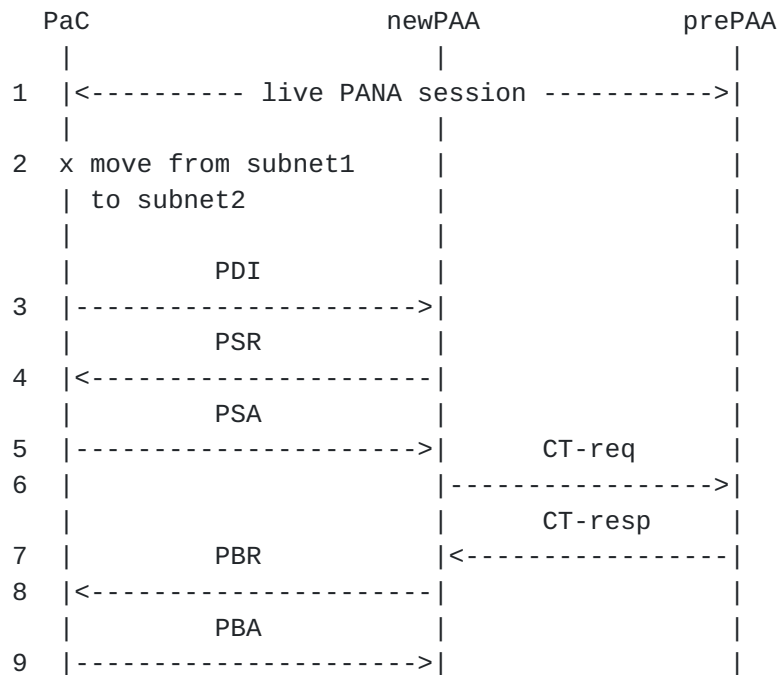 PaC newPAA prePAA
| | |
1 |<---------- live PANA session ----------->|
| | |
2 x move from subnet1 | |
| to subnet2 | |
| | |
| PDI | |
3 |---------------------->| |
| PSR | |
4 |<----------------------| |
| PSA | |
5 |---------------------->| CT-req |
6 | |----------------->|
| | CT-resp |
7 | PBR |<-----------------|
8 |<----------------------| |
| PBA | |
9 |---------------------->| |